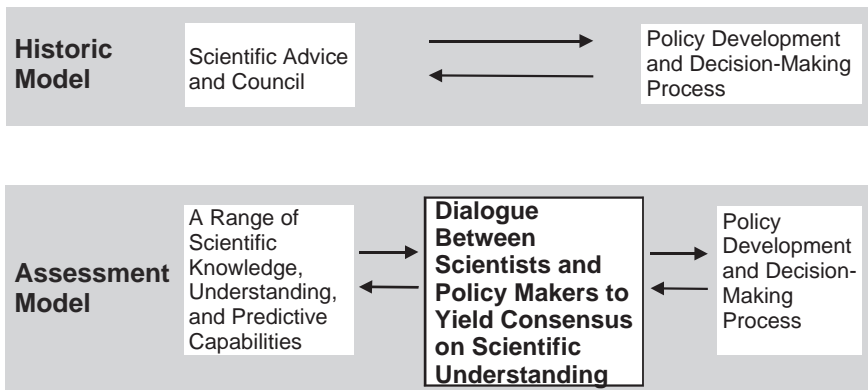 Historic
Model
Scientific Advice
and Council
Policy Development
and Decision-Making
Process
Assessment
Model
A Range of
Scientific
Knowledge,
Understanding,
and Predictive
Capabilities
Dialogue
Between
Scientists and
Policy Makers to
Yield Consensus
on Scientific
Understanding
Policy
Development
and Decision-
Making
Process